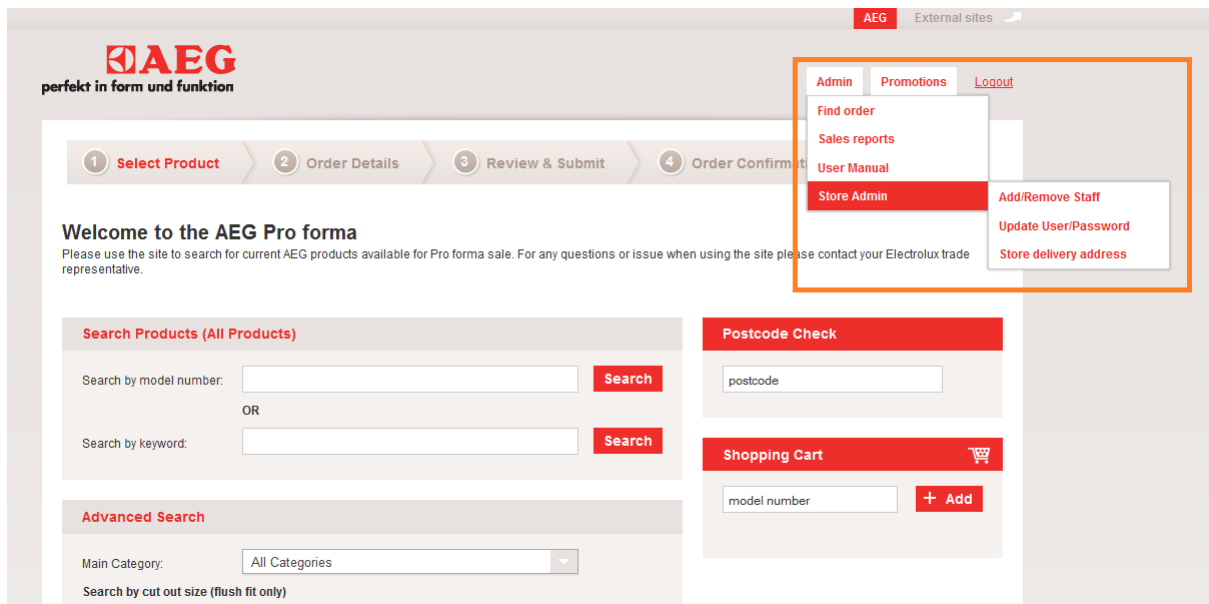 AEG External sites
AEG
perfekt in form und funktion
Admin Promotions Logout
Find order
Sales reports
User Manual
Store Admin
Add/Remove Staff
Update User/Password
Store delivery address
1 Select Product 2 Order Details 3 Review & Submit 4 Order Confirmat
Welcome to the AEG Pro forma
Please use the site to search for current AEG products available for Pro forma sale. For any questions or issue when using the site please contact your Electrolux trade
representative.
Search Products (All Products)
Search by model number: Search
OR
Search by keyword: Search
Postcode Check
postcode
Shopping Cart
model number + Add
Advanced Search
Main Category: All Categories
Search by cut out size (flush fit only)